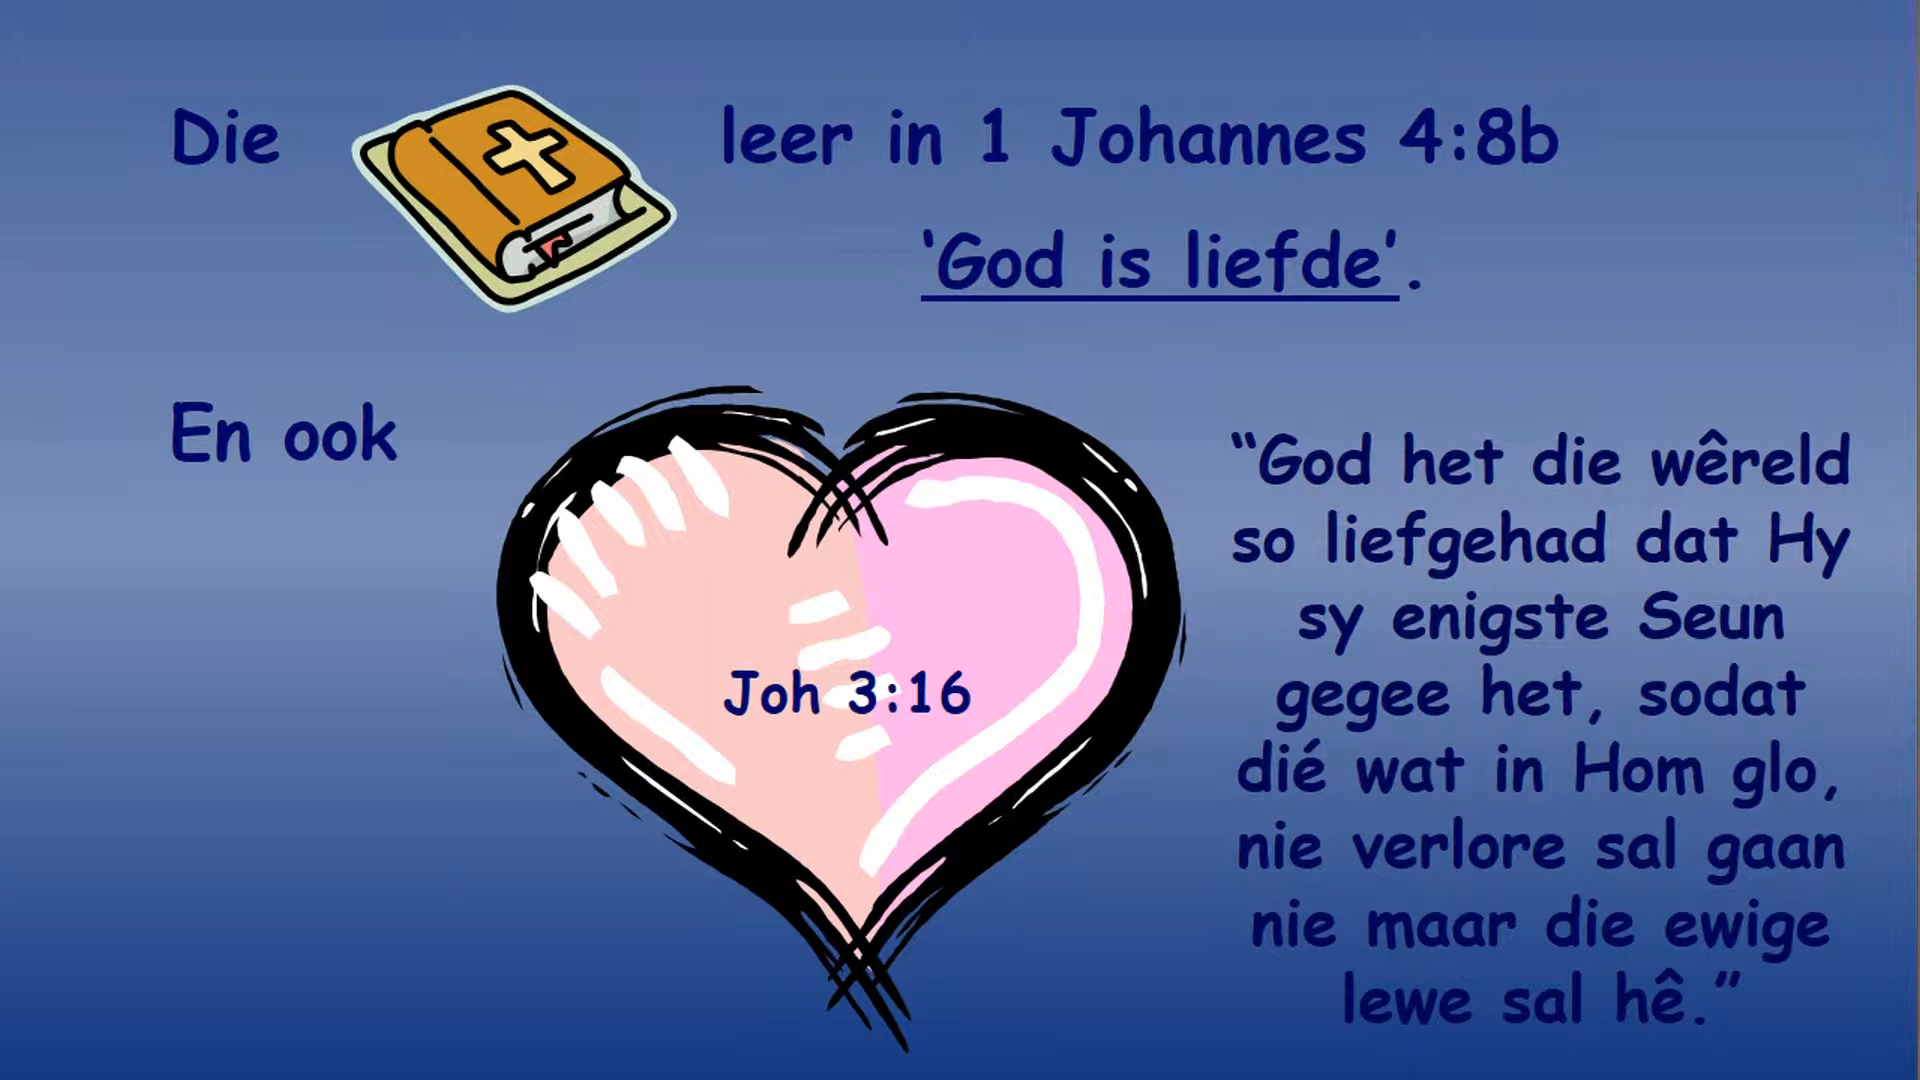 Die leer in 1 Johannes 4:8b
‘God is liefde’.
En ook
Joh 3:16
“God het die wêreld
so liefgehad dat Hy
sy enigste Seun
gegee het, sodat
dié wat in Hom glo,
nie verlore sal gaan
nie maar die ewige
lewe sal hê.”